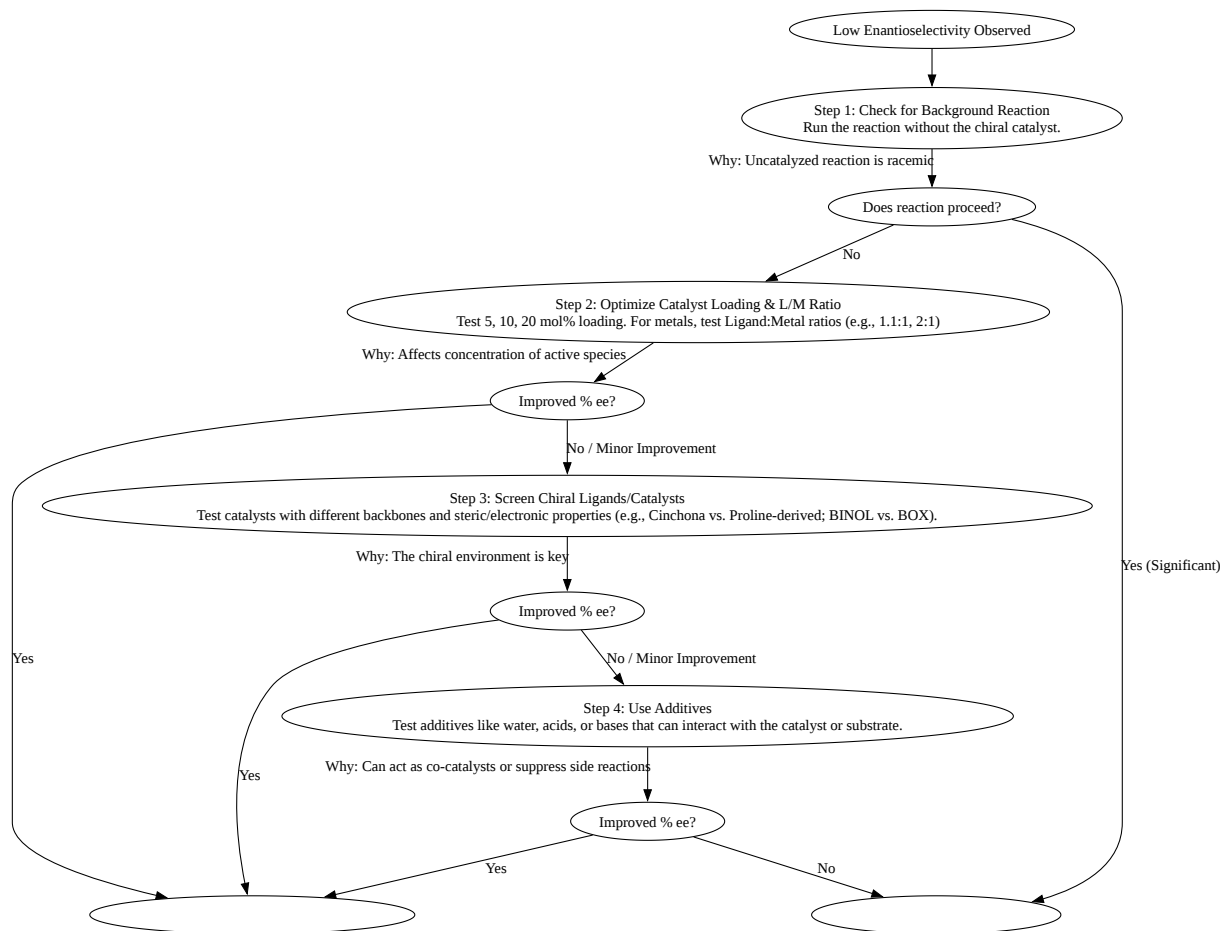 Low Enantioselectivity Observed
Step 1: Check for Background Reaction
Run the reaction without the chiral catalyst.
Why: Uncatalyzed reaction is racemic
Does reaction proceed?
No
Step 2: Optimize Catalyst Loading & L/M Ratio
Test 5, 10, 20 mol% loading. For metals, test Ligand:Metal ratios (e.g., 1.1:1, 2:1)
Why: Affects concentration of active species
Improved % ee?
No / Minor Improvement
Step 3: Screen Chiral Ligands/Catalysts
Test catalysts with different backbones and steric/electronic properties (e.g., Cinchona vs. Proline-derived; BINOL vs. BOX).
Why: The chiral environment is key
Yes (Significant)
Improved % ee?
Yes
No / Minor Improvement
Step 4: Use Additives
Test additives like water, acids, or bases that can interact with the catalyst or substrate.
Why: Can act as co-catalysts or suppress side reactions
Yes
Improved % ee?
Yes
No